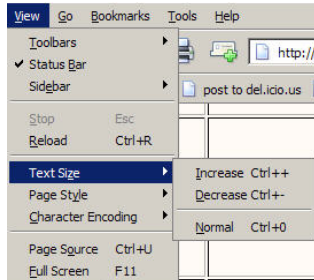 View Go Bookmarks Tools Help
Toolbars
http://
Status Bar
Sidebar
post to del.icio.us
Stop Esc
Reload Ctrl+R
Text Size
Increase Ctrl++
Page Style
Decrease Ctrl+-
Character Encoding
Normal Ctrl+0
Page Source Ctrl+U
Full Screen F11